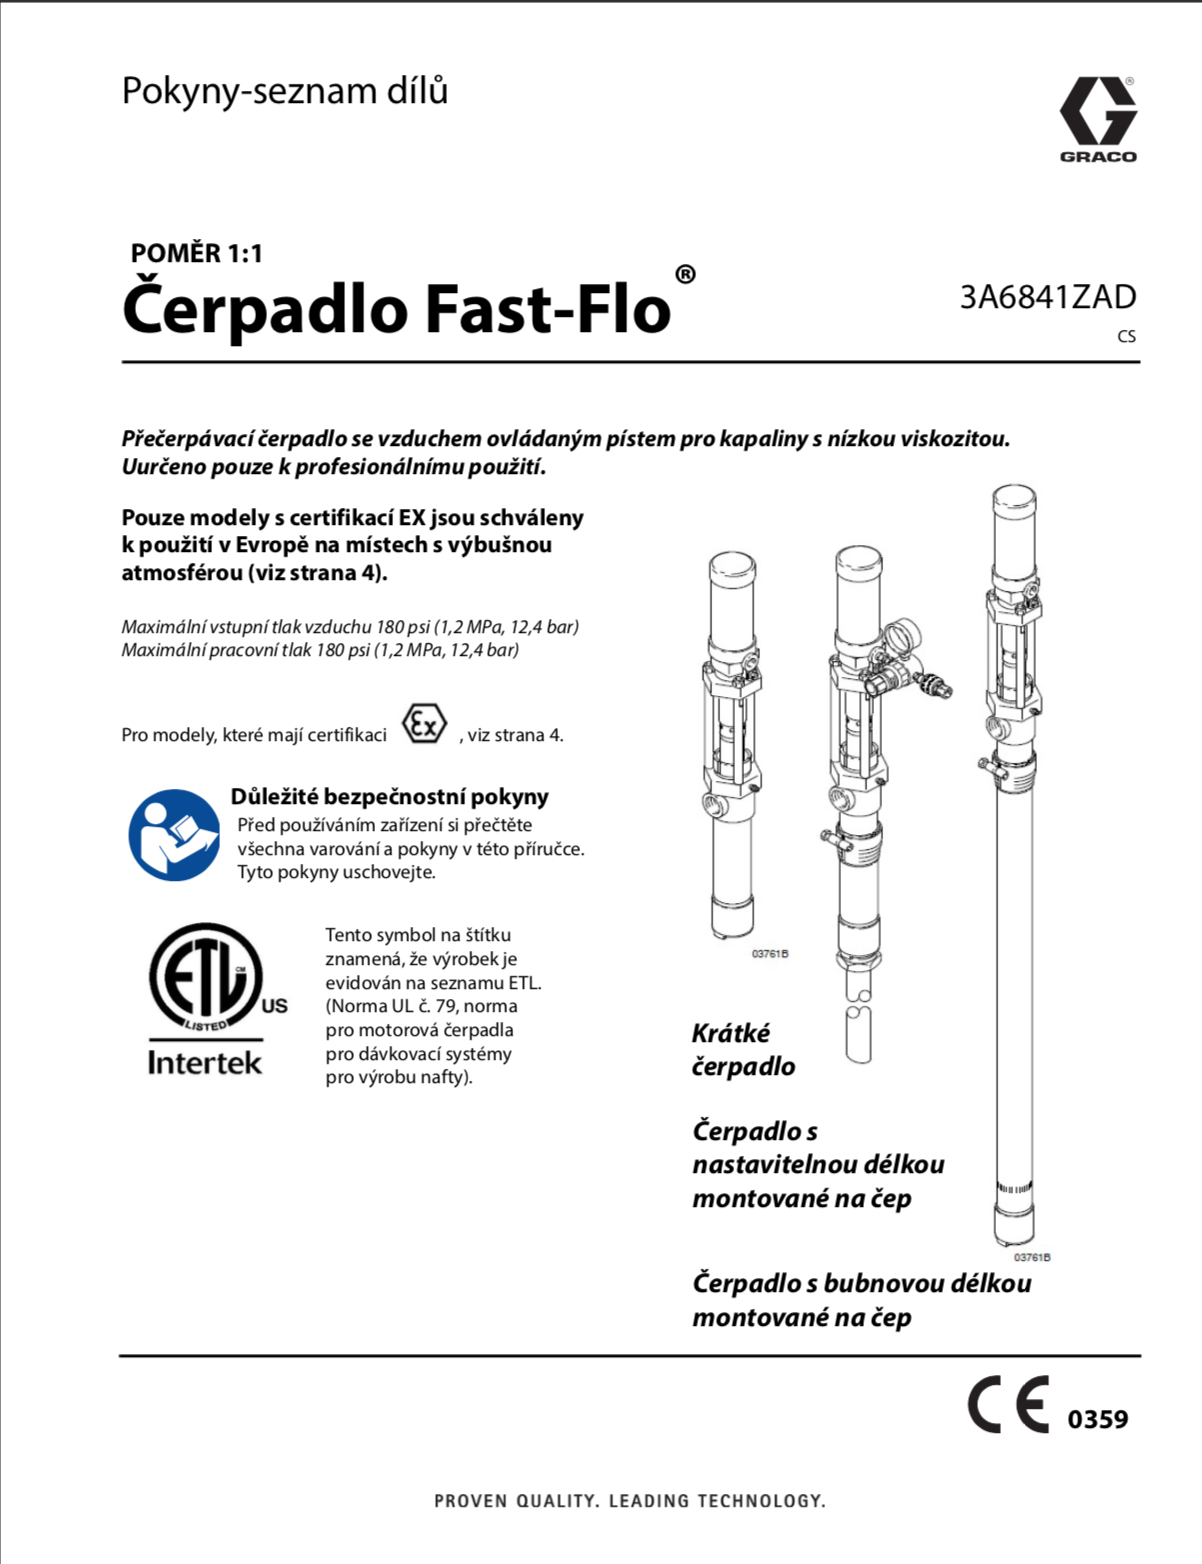 Pokyny-seznam dílů
®
GRACO
POMĚR 1:1
Čerpadlo Fast-Flo®
3A6841ZAD
CS
Přečerpávací čerpadlo se vzduchem ovládaným pístem pro kapaliny s nízkou viskozitou.
Uurčeno pouze k profesionálnímu použití.
Pouze modely s certifikací EX jsou schváleny
k použití v Evropě na místech s výbušnou
atmosférou (viz strana 4).
Maximální vstupní tlak vzduchu 180 psi (1,2 MPa, 12,4 bar)
Maximální pracovní tlak 180 psi (1,2 MPa, 12,4 bar)
Pro modely, které mají certifikaci Ex , viz strana 4.
Důležité bezpečnostní pokyny
Před používáním zařízení si přečtěte
všechna varování a pokyny v této příručce.
Tyto pokyny uschovejte.
ETL CM
LISTED
US
Intertek
Tento symbol na štítku
znamená, že výrobek je
evidován na seznamu ETL.
(Norma UL č. 79, norma
pro motorová čerpadla
pro dávkovací systémy
pro výrobu nafty).
03761B
Krátké
čerpadlo
Čerpadlo s
nastavitelnou délkou
montované na čep
03761B
Čerpadlo s bubnovou délkou
montované na čep
CE 0359
PROVEN QUALITY. LEADING TECHNOLOGY.